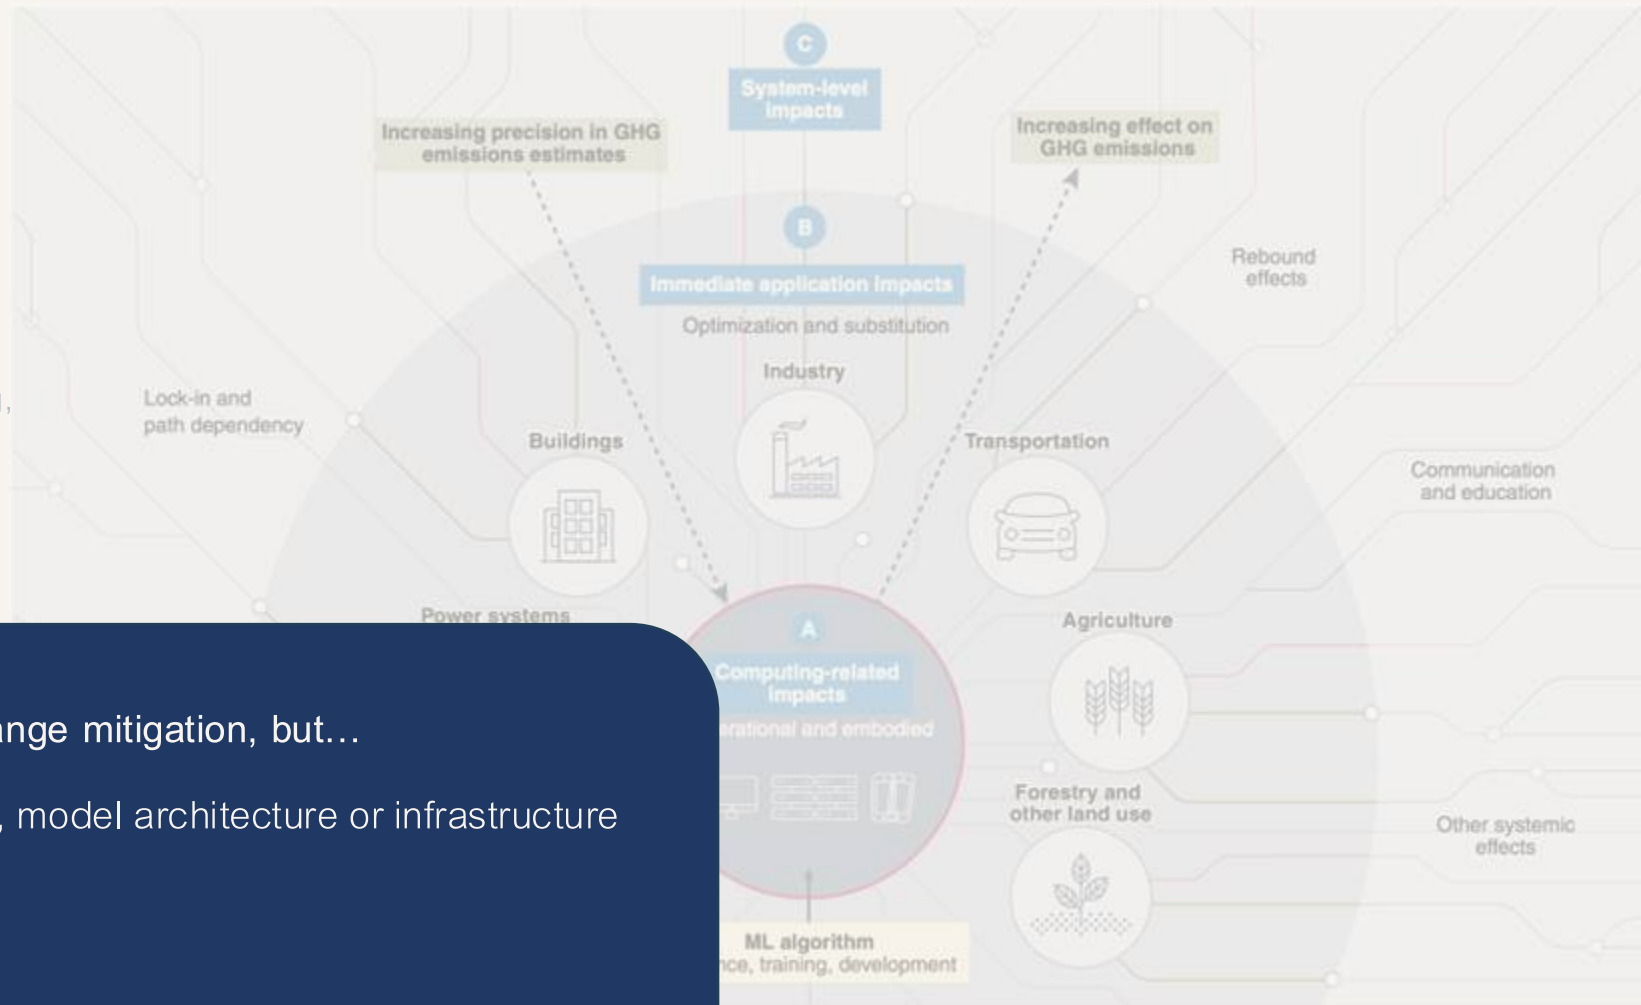 C
System-level
impacts
Increasing precision in GHG
emissions estimates
Increasing effect on
GHG emissions
B
Immediate application impacts
Optimization and substitution
Rebound
effects
Industry
Lock-in and
path dependency
Buildings
Transportation
Communication
and education
Power systems
A
Agriculture
Computing-related
impacts
and embodied
Forestry and
other land use
Other systemic
effects
ML algorithm
training, development
mitigation, but...
, model architecture or infrastructure